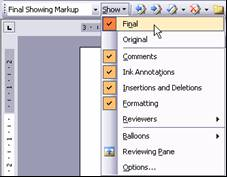 Final Showing Markup Show
Final
Original
Comments
Ink Annotations
Insertions and Deletions
Formatting
Reviewers
Balloons
Reviewing Pane
Options...